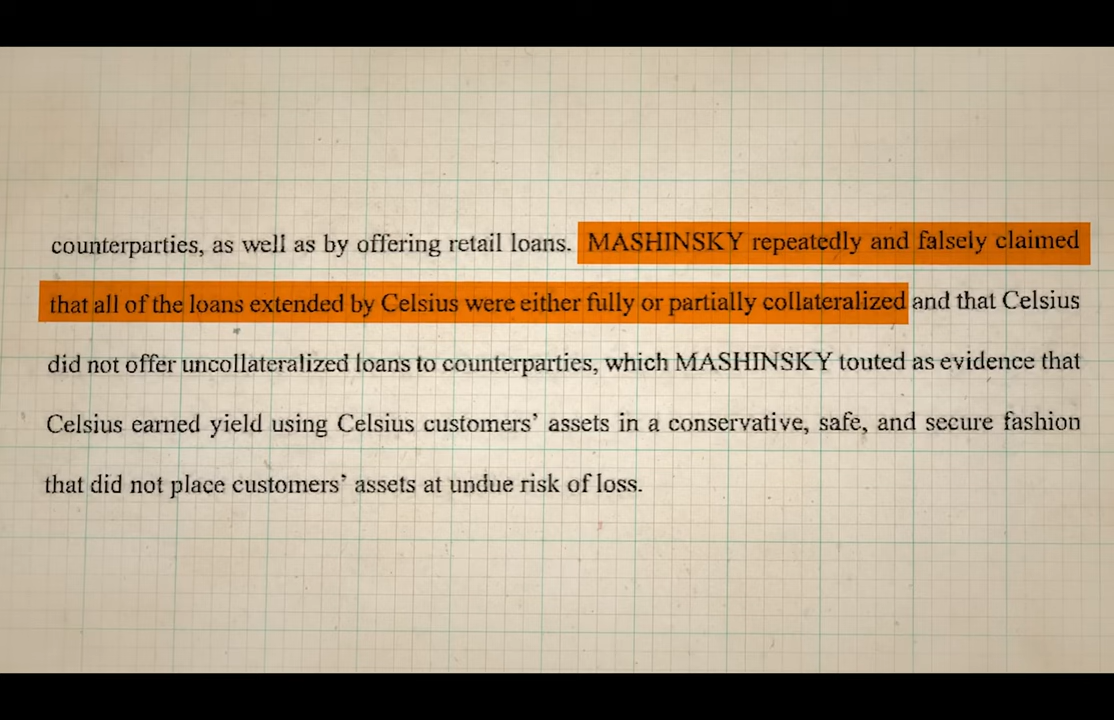 counterparties, as well as by offering retail loans. MASHINSKY repeatedly and falsely claimed
that all of the loans extended by Celsius were either fully or partially collateralized and that Celsius
did not offer uncollateralized loans to counterparties, which MASHINSKY touted as evidence that
Celsius earned yield using Celsius customers’ assets in a conservative, safe, and secure fashion
that did not place customers’ assets at undue risk of loss.